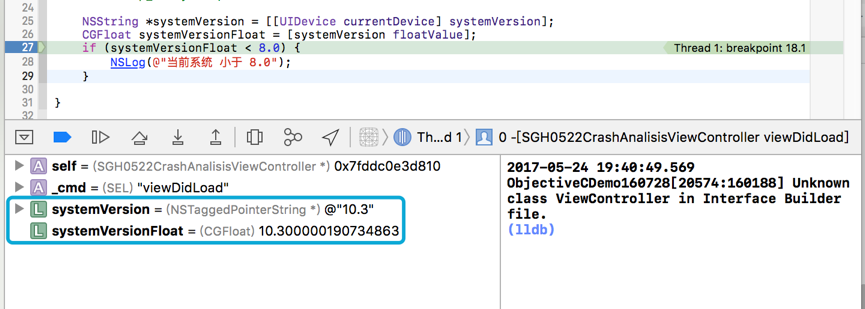 24
25 NSString *systemVersion = [[UIDevice currentDevice] systemVersion];
26 CGFloat systemVersionFloat = [systemVersion floatValue];
27 if (systemVersionFloat < 8.0) { Thread 1: breakpoint 18.1
28 NSLog(@"当前系统 小于 8.0");
29 }
30
31 }
32
Th...d 1 0 -[SGH0522CrashAnalisisViewController viewDidLoad]
A self = (SGH0522CrashAnalisisViewController *) 0x7fddc0e3d810
A _cmd = (SEL) "viewDidLoad"
L systemVersion = (NSTaggedPointerString *) @"10.3"
L systemVersionFloat = (CGFloat) 10.300000190734863
2017-05-24 19:40:49.569
ObjectiveCDemo160728[20574:160188] Unknown
class ViewController in Interface Builder
file.
(lldb)